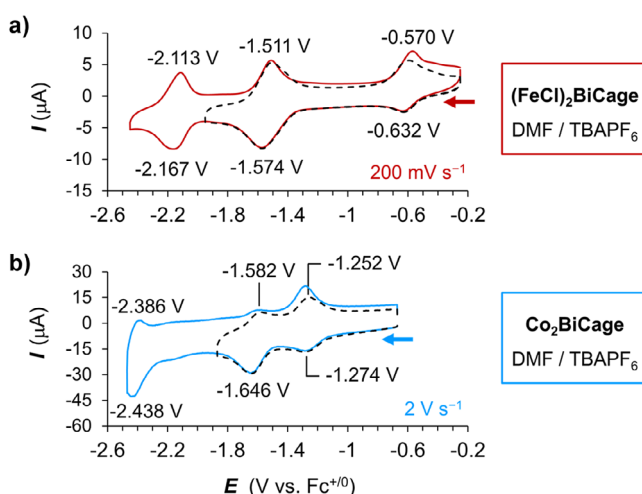 a)
10
5
0
-5
-10
-15
I (μA)
-2.113 V
-1.511 V
-0.570 V
-2.167 V
-1.574 V
-0.632 V
200 mV s⁻¹
-2.6 -2.2 -1.8 -1.4 -1 -0.6 -0.2
(FeCl)₂BiCage
DMF / TBAPF₆
b)
30
15
0
-15
-30
-45
-60
I (μA)
-2.386 V
-1.582 V
-1.252 V
-2.438 V
-1.646 V
-1.274 V
2 V s⁻¹
-2.6 -2.2 -1.8 -1.4 -1 -0.6 -0.2
E (V vs. Fc⁺/⁰)
Co₂BiCage
DMF / TBAPF₆